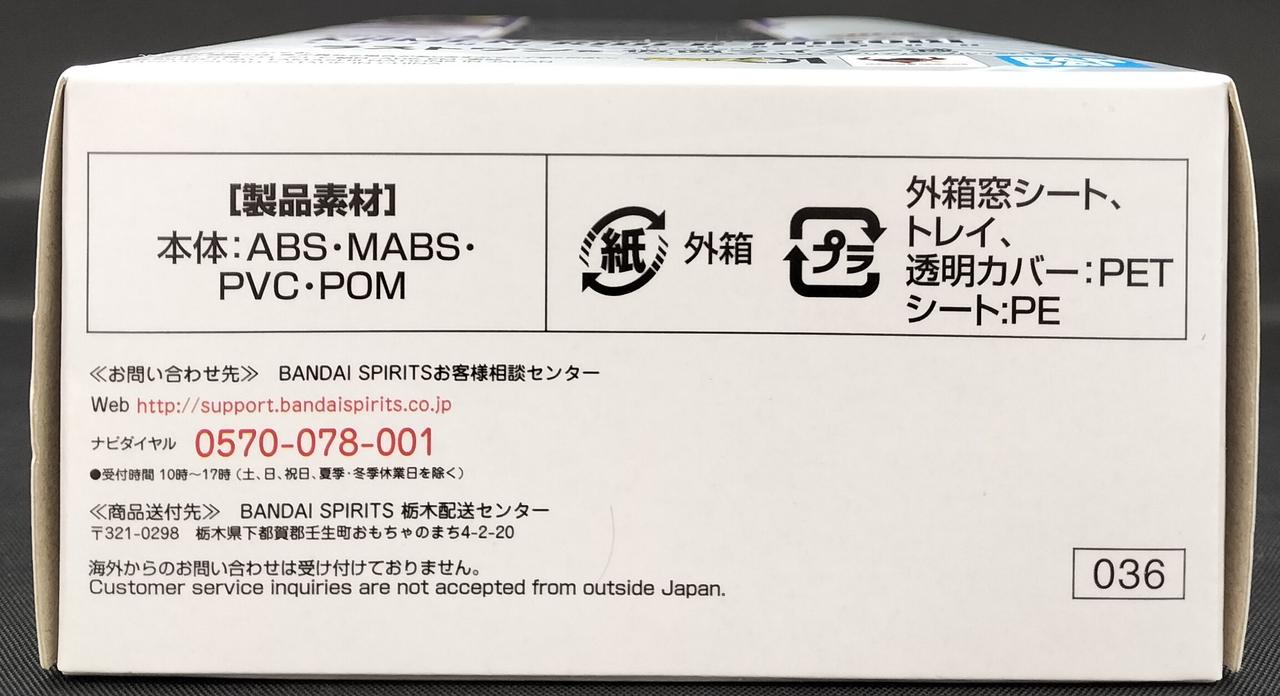 [製品素材]
本体：ABS・MABS・
PVC・POM
紙 外箱
プラ
外箱窓シート、
トレイ、
透明カバー：PET
シート:PE
≪お問い合わせ先≫ BANDAI SPIRITSお客様相談センター
Web http://support.bandaispirits.co.jp
ナビダイヤル 0570-078-001
●受付時間 10時～17時（土、日、祝日、夏季・冬季休業日を除く）
≪商品送付先≫ BANDAI SPIRITS 栃木配送センター
〒321-0298 栃木県下都賀郡壬生町おもちゃのまち4-2-20
海外からのお問い合わせは受け付けておりません。
Customer service inquiries are not accepted from outside Japan.
036